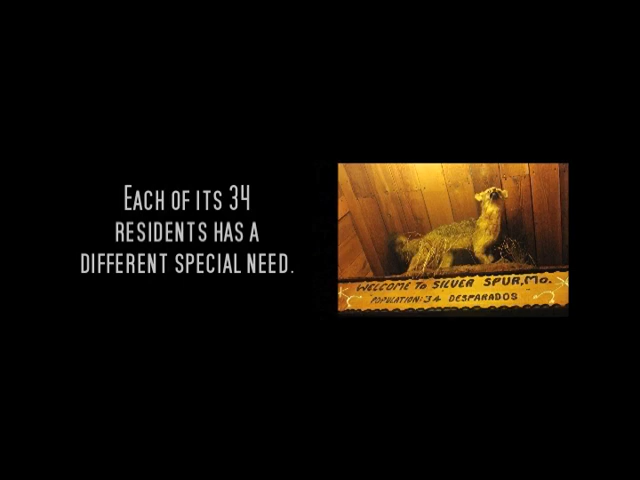 EACH OF ITS 34
RESIDENTS HAS A
DIFFERENT SPECIAL NEED.
WELCOME TO SILVER SPUR, MO.
POPULATION: 34 DESPARADOS